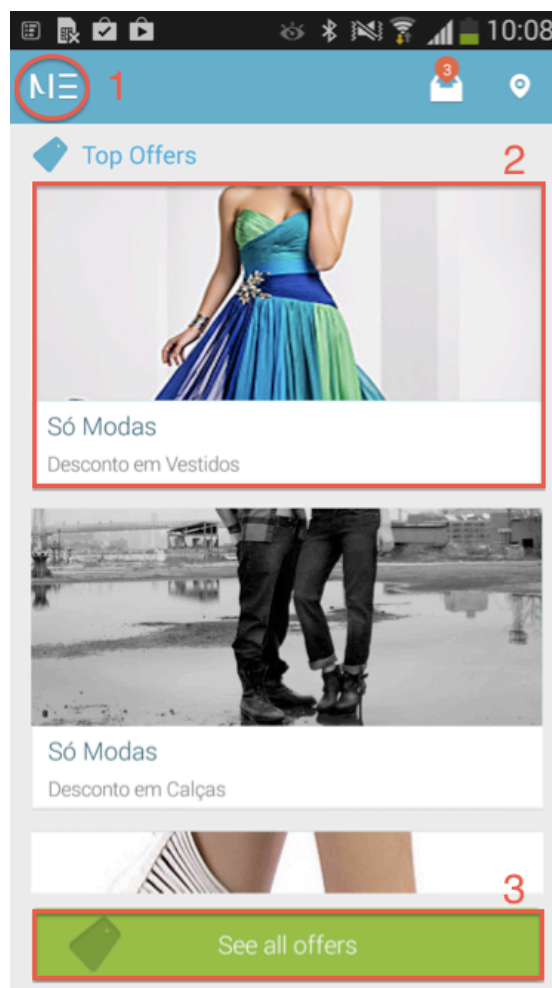 10:08
ME 1
3
Top Offers
2
Só Modas
Desconto em Vestidos
Só Modas
Desconto em Calças
3
See all offers